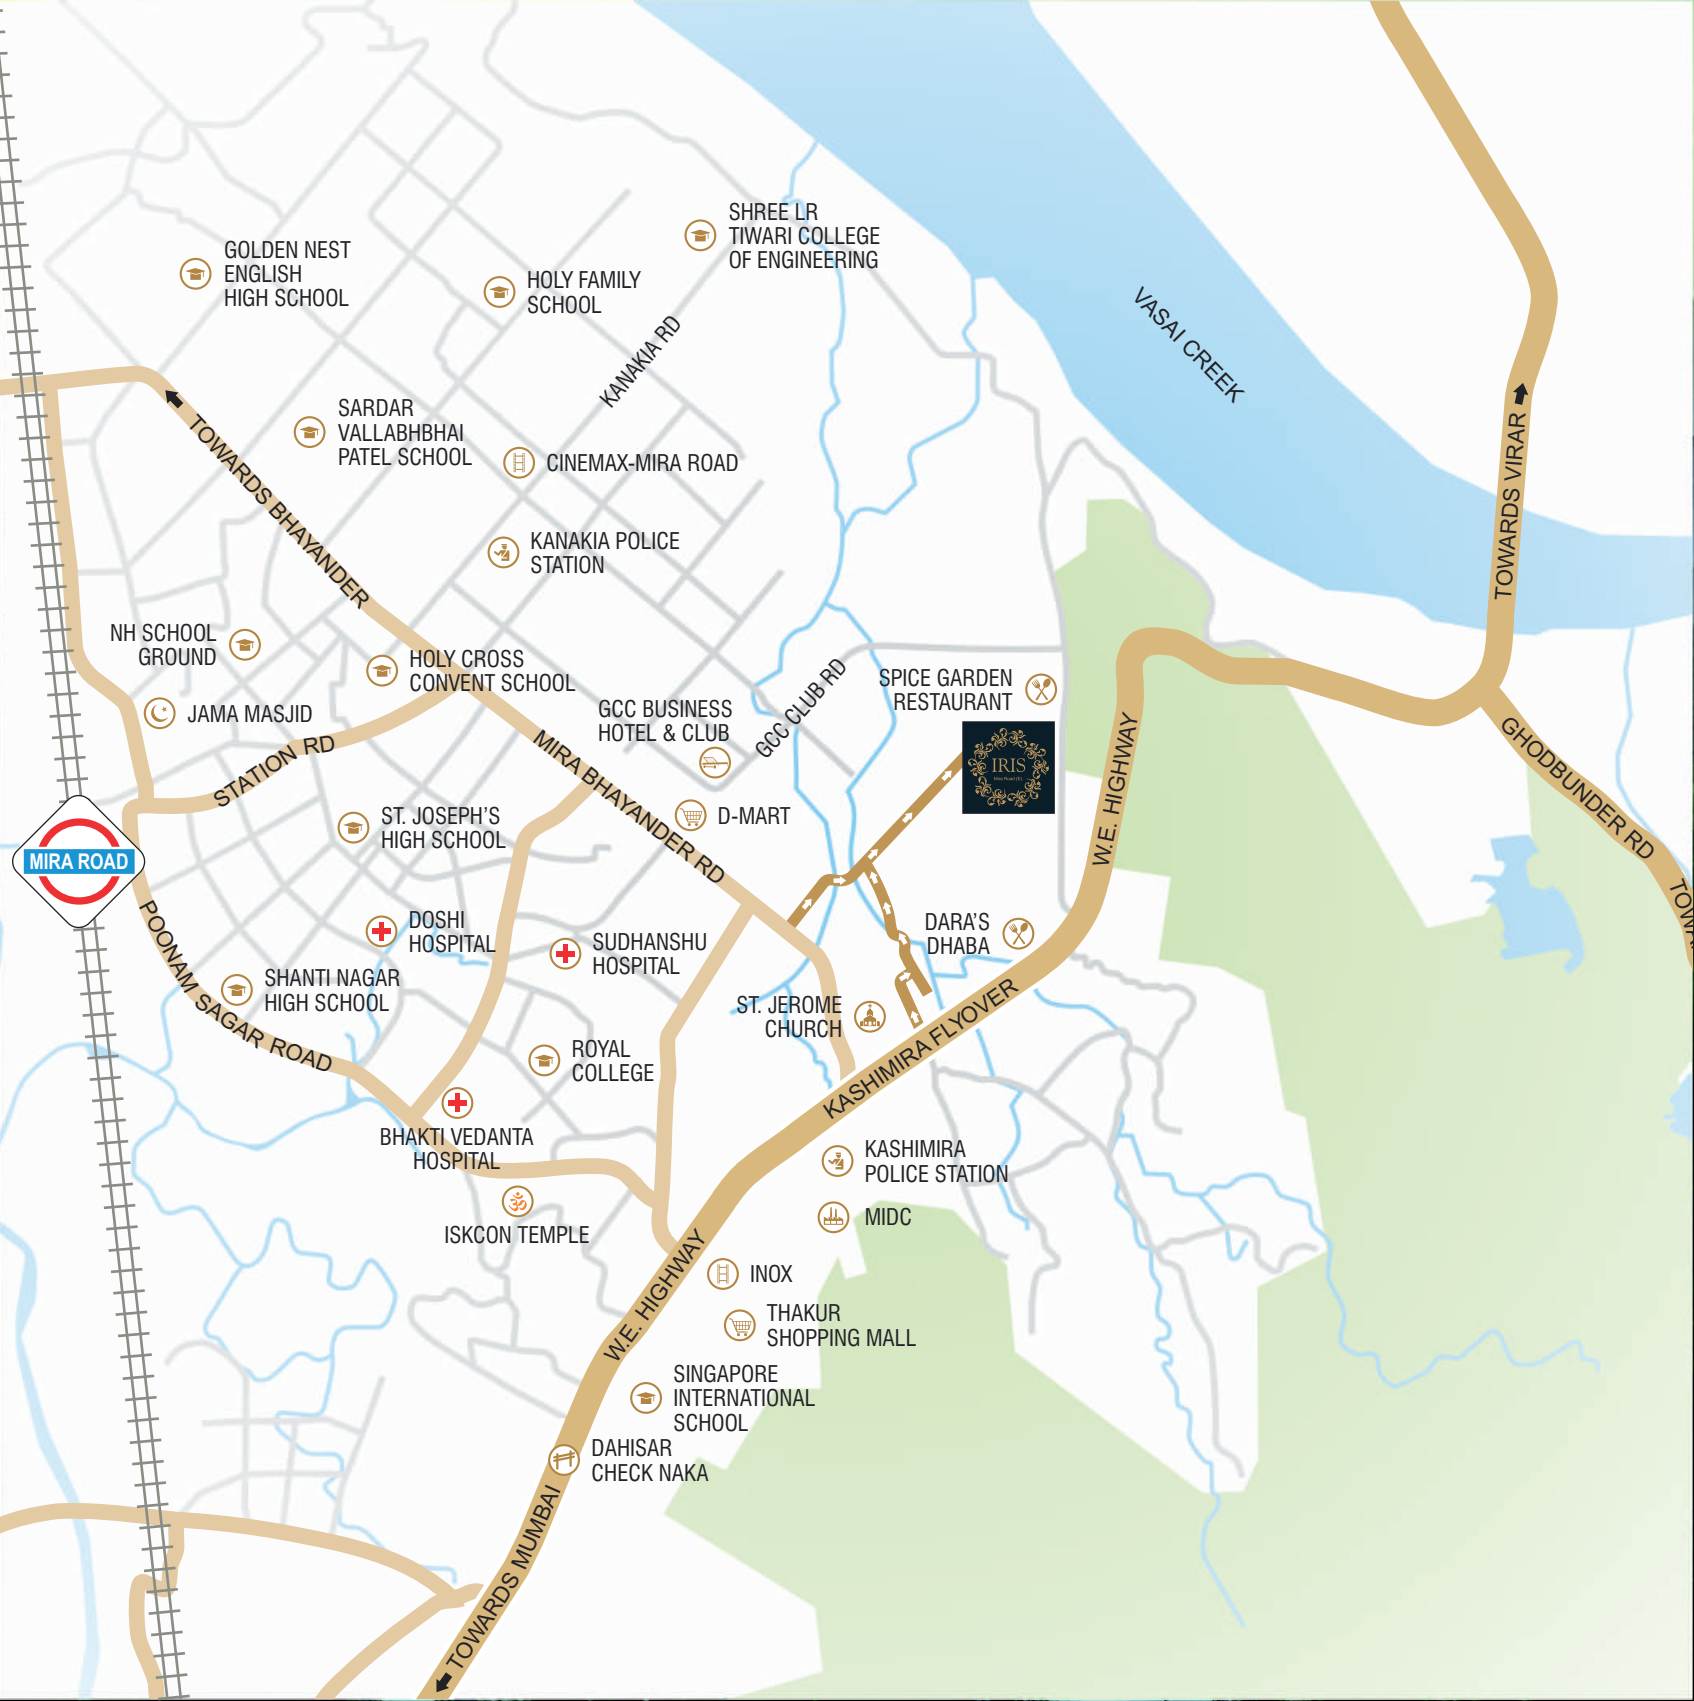 SHREE LR
TIWARI COLLEGE
OF ENGINEERING
GOLDEN NEST
ENGLISH
HIGH SCHOOL
HOLY FAMILY
SCHOOL
KANAKIA RD
VASAI CREEK
SARDAR
VALLABHBHAI
PATEL SCHOOL
CINEMAX-MIRA ROAD
TOWARDS BHAYANDER
TOWARDS VIRAR
KANAKIA POLICE
STATION
NH SCHOOL
GROUND
HOLY CROSS
CONVENT SCHOOL
JAMA MASJID
GCC BUSINESS
HOTEL & CLUB
GCC CLUB RD
SPICE GARDEN
RESTAURANT
IRIS
Mira Road (E)
STATION RD
MIRA BHAYANDER RD
W.E. HIGHWAY
GHODBUNDER RD
ST. JOSEPH'S
HIGH SCHOOL
D-MART
MIRA ROAD
DOSHI
HOSPITAL
SUDHANSHU
HOSPITAL
DARA'S
DHABA
POONAM SAGAR ROAD
SHANTI NAGAR
HIGH SCHOOL
ST. JEROME
CHURCH
KASHIMIRA FLYOVER
ROYAL
COLLEGE
BHAKTI VEDANTA
HOSPITAL
KASHIMIRA
POLICE STATION
ISKCON TEMPLE
MIDC
W.E. HIGHWAY
INOX
THAKUR
SHOPPING MALL
SINGAPORE
INTERNATIONAL
SCHOOL
DAHISAR
CHECK NAKA
TOWARDS MUMBAI